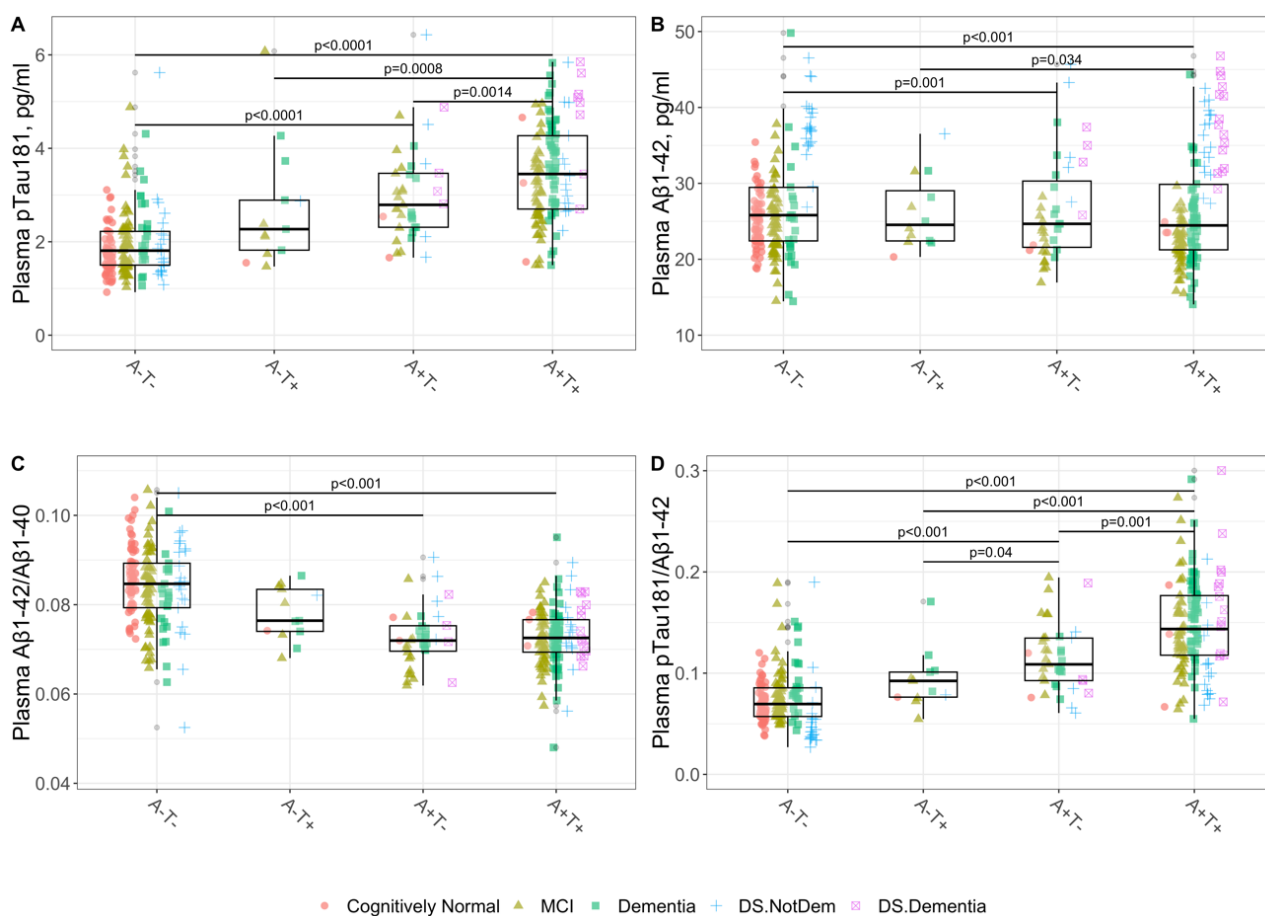 A
Plasma pTau181, pg/ml
6
4
2
0
p<0.0001
p=0.0008
p=0.0014
p<0.0001
A-T-
A-T+
A+T-
A+T+
B
Plasma Aβ1-42, pg/ml
50
40
30
20
10
p<0.001
p=0.034
p=0.001
A-T-
A-T+
A+T-
A+T+
C
Plasma Aβ1-42/Aβ1-40
0.10
0.08
0.06
0.04
p<0.001
p<0.001
A-T-
A-T+
A+T-
A+T+
D
Plasma pTau181/Aβ1-42
0.3
0.2
0.1
0.0
p<0.001
p<0.001
p=0.001
p<0.001
p=0.04
A-T-
A-T+
A+T-
A+T+
Cognitively Normal MCI Dementia DS.NotDem DS.Dementia